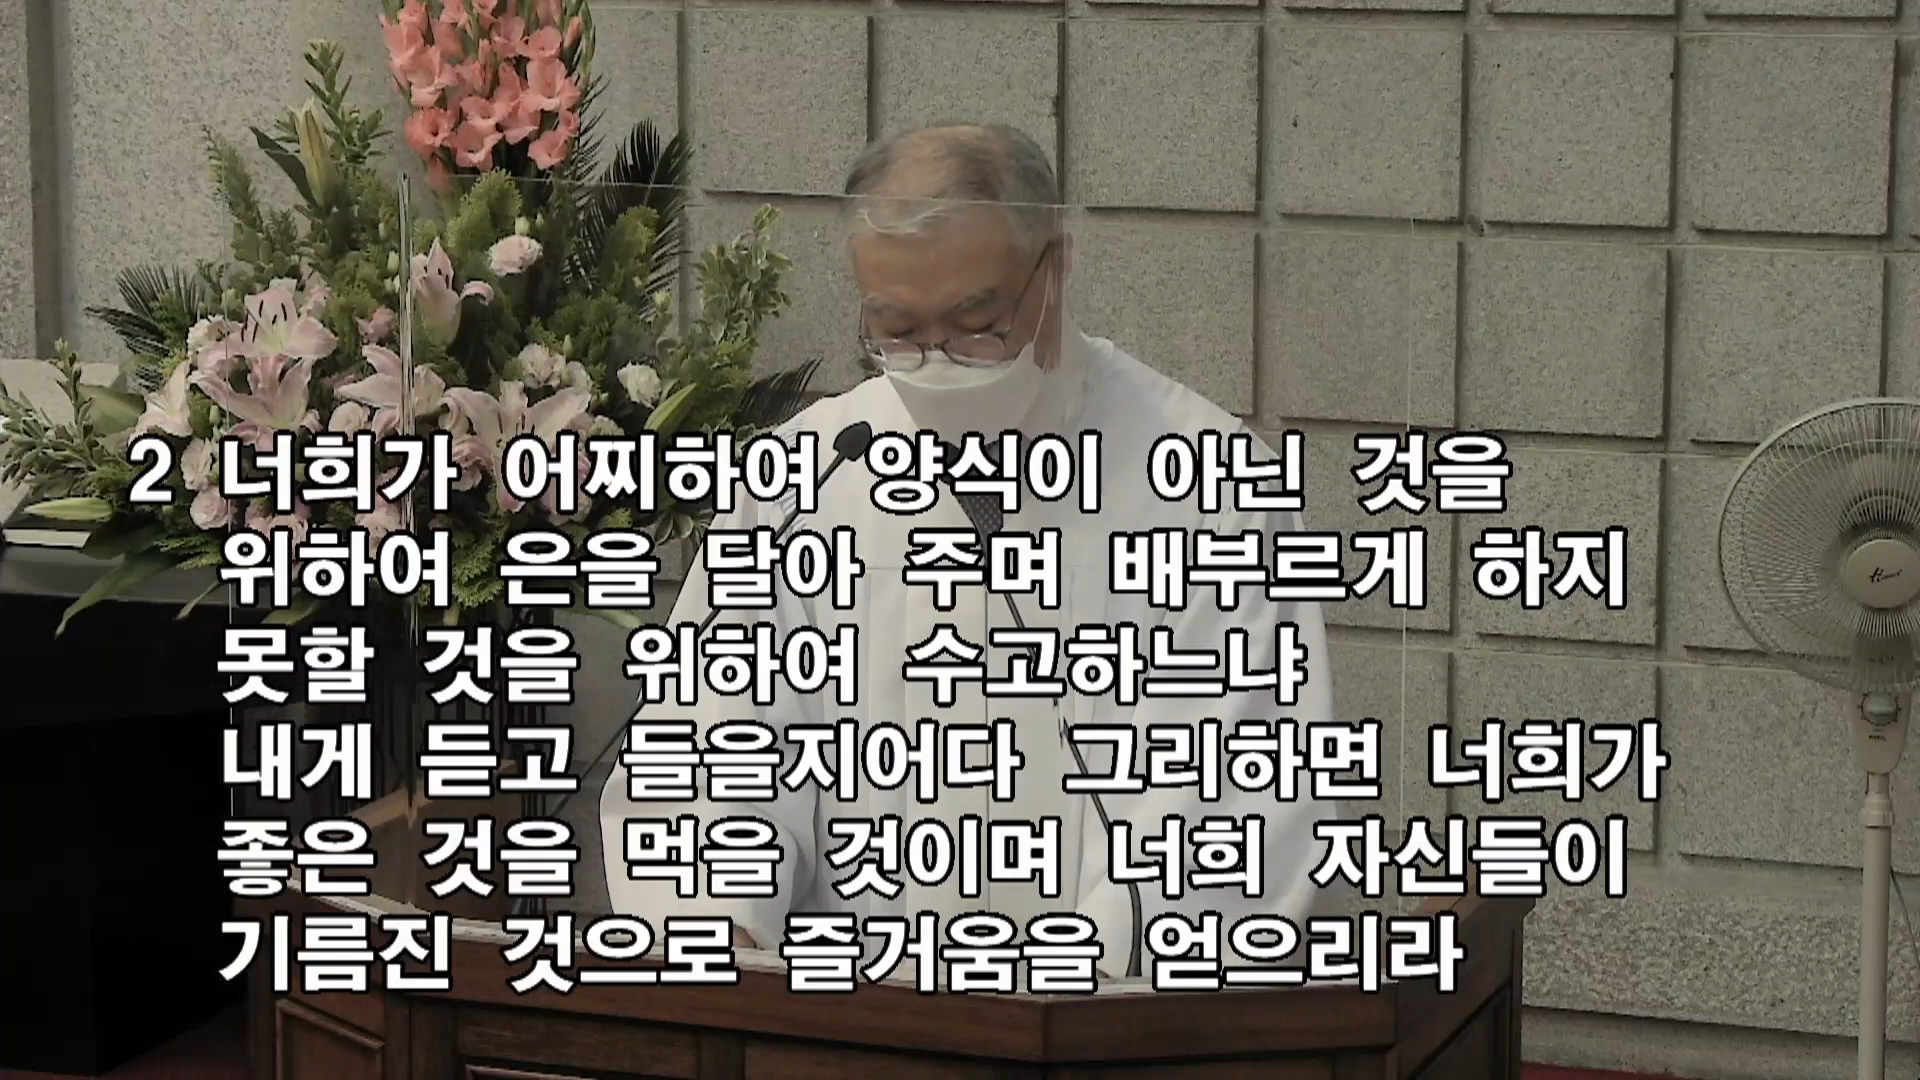 2 너희가 어찌하여 양식이 아닌 것을
위하여 은을 달아 주며 배부르게 하지
못할 것을 위하여 수고하느냐
내게 듣고 들을지어다 그리하면 너희가
좋은 것을 먹을 것이며 너희 자신들이
기름진 것으로 즐거움을 얻으리라